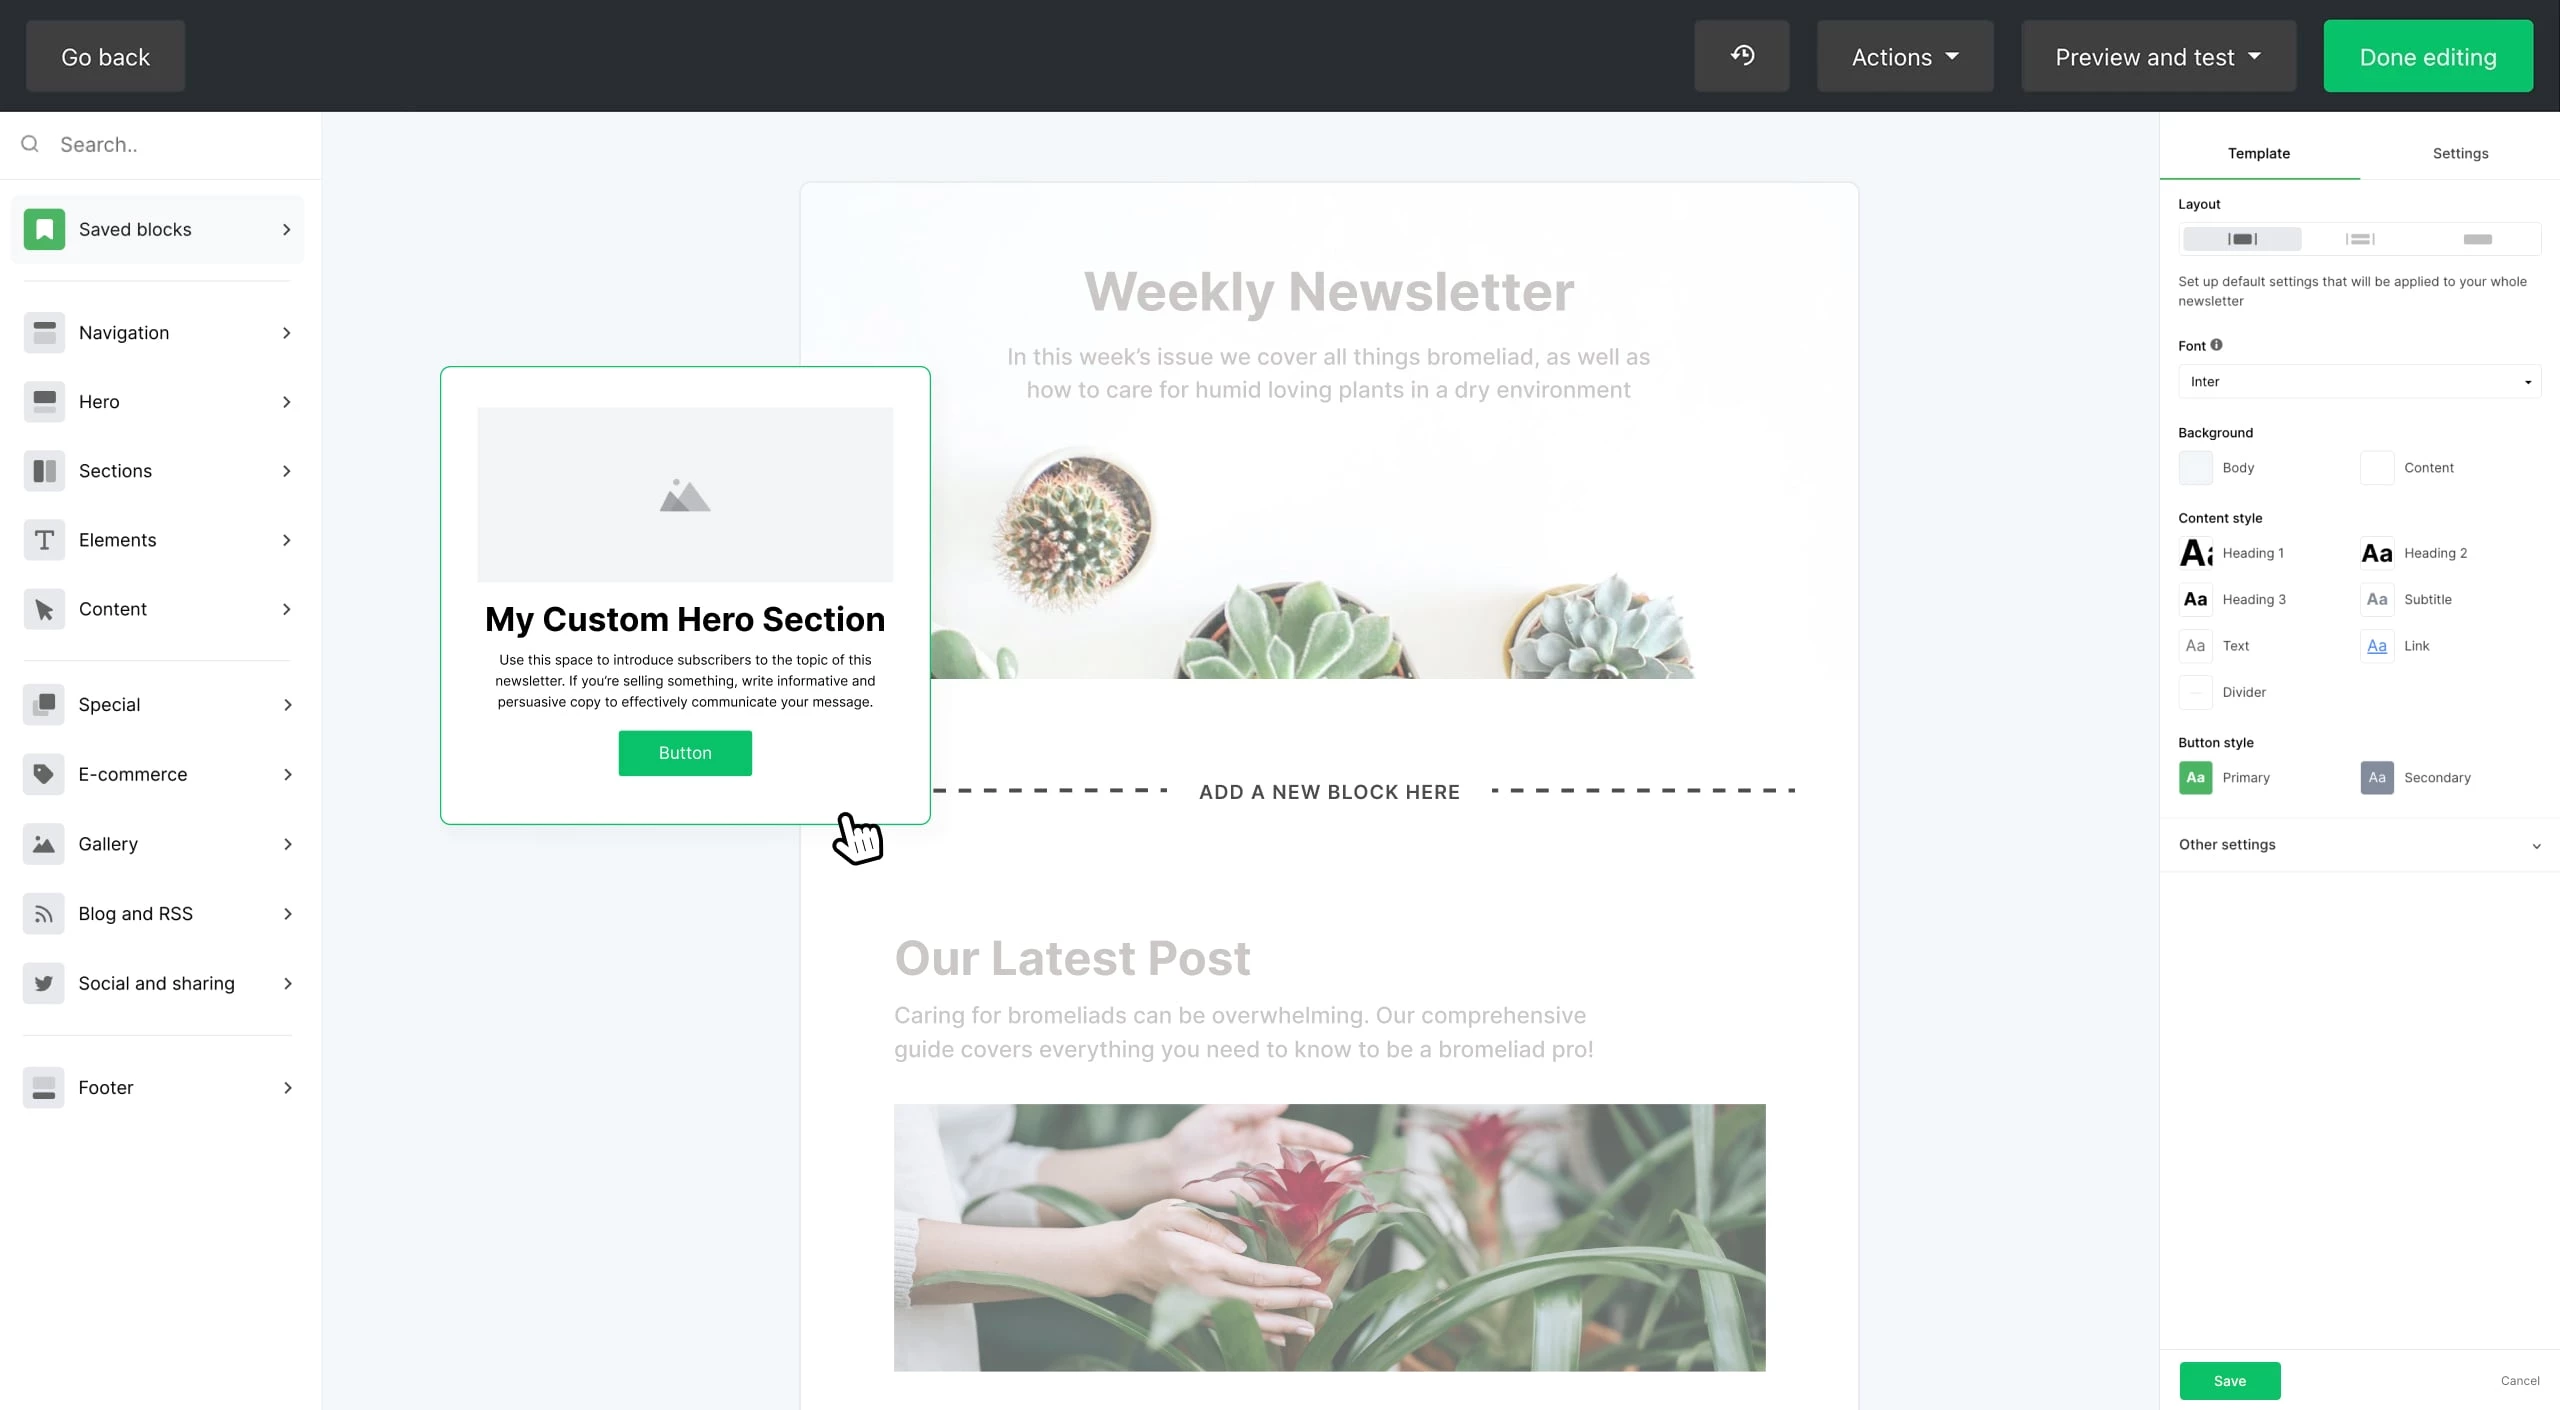 Go back
Actions
Preview and test
Done editing
Search..
Saved blocks
Navigation
Hero
Sections
Elements
Content
Special
E-commerce
Gallery
Blog and RSS
Social and sharing
Footer
Weekly Newsletter
In this week’s issue we cover all things bromeliad, as well as
how to care for humid loving plants in a dry environment
My Custom Hero Section
Use this space to introduce subscribers to the topic of this
newsletter. If you’re selling something, write informative and
persuasive copy to effectively communicate your message.
Button
ADD A NEW BLOCK HERE
Our Latest Post
Caring for bromeliads can be overwhelming. Our comprehensive
guide covers everything you need to know to be a bromeliad pro!
Template
Settings
Layout
Set up default settings that will be applied to your whole
newsletter
Font
Inter
Background
Body
Content
Content style
Aa Heading 1
Aa Heading 2
Aa Heading 3
Aa Subtitle
Aa Text
Aa Link
Divider
Button style
Aa Primary
Aa Secondary
Other settings
Save
Cancel